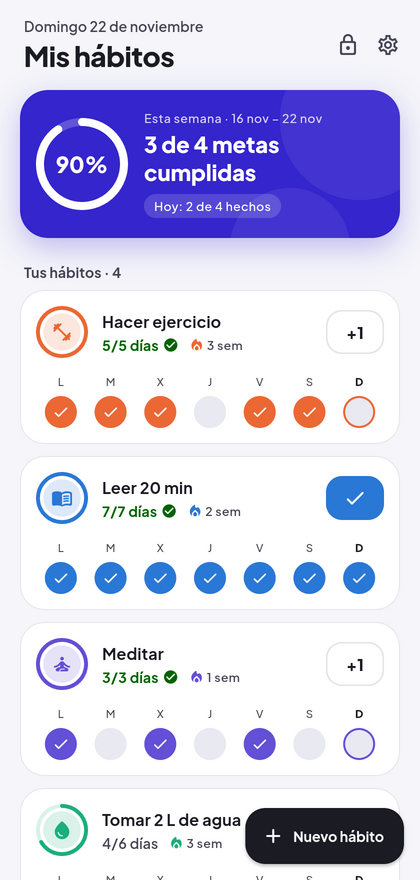 Domingo 22 de noviembre
Mis hábitos
Esta semana · 16 nov – 22 nov
90%
3 de 4 metas
cumplidas
Hoy: 2 de 4 hechos
Tus hábitos · 4
Hacer ejercicio
+1
5/5 días
3 sem
L M X J V S D
Leer 20 min
7/7 días
2 sem
L M X J V S D
Meditar
+1
3/3 días
1 sem
L M X J V S D
Tomar 2 L de agua
4/6 días
3 sem
Nuevo hábito